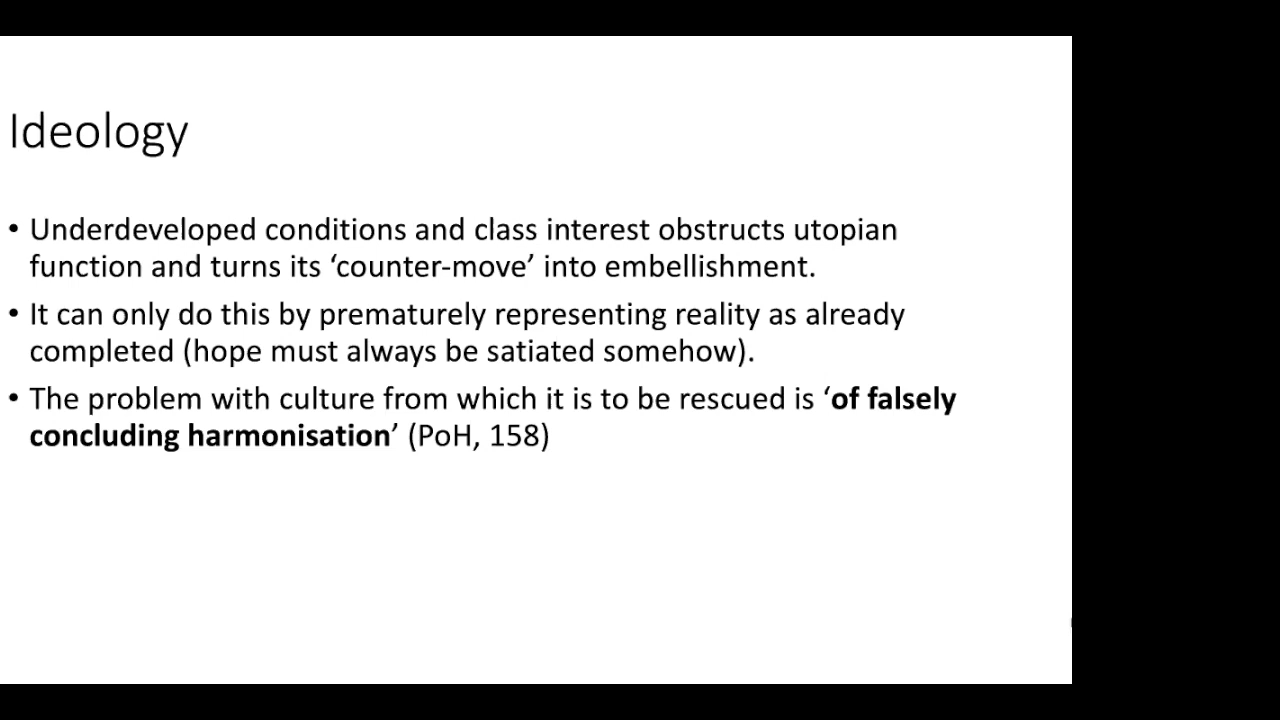 Ideology
• Underdeveloped conditions and class interest obstructs utopian
function and turns its ‘counter-move’ into embellishment.
• It can only do this by prematurely representing reality as already
completed (hope must always be satiated somehow).
• The problem with culture from which it is to be rescued is ‘of falsely
concluding harmonisation’ (PoH, 158)